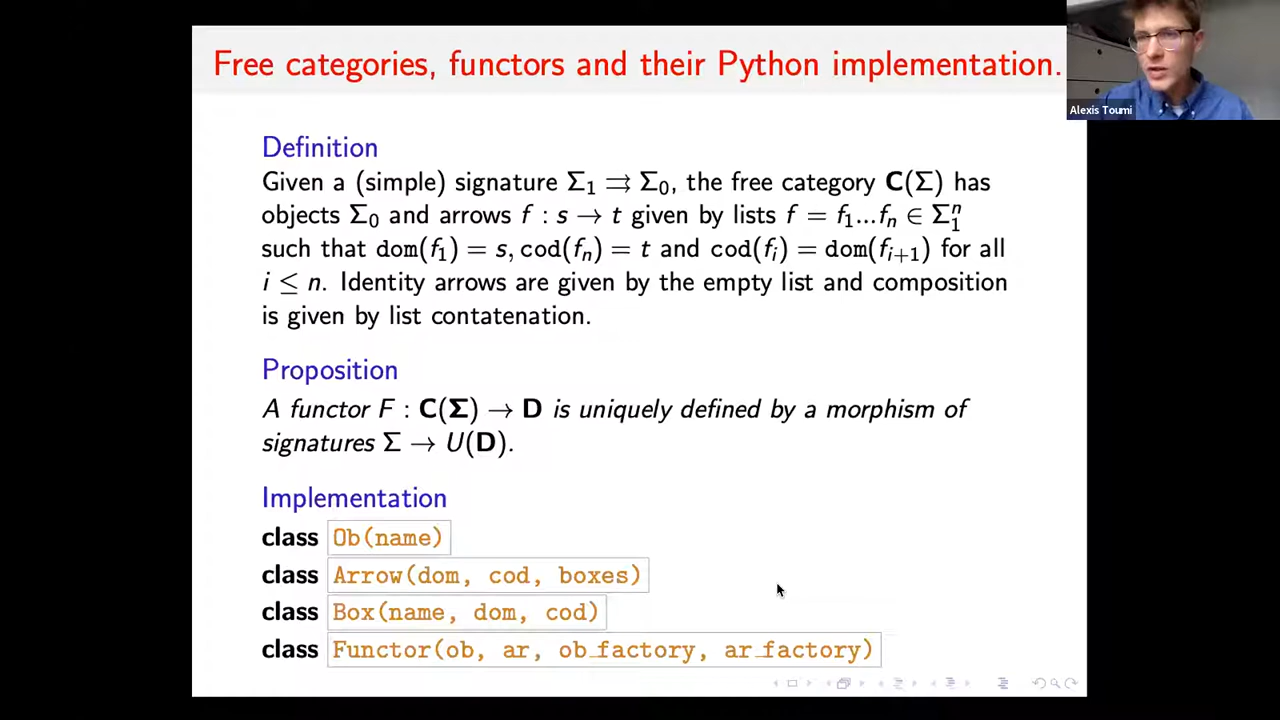 Free categories, functors and their Python implementation.
Alexis Toumi
Definition
Given a (simple) signature Σ₁ ⇉ Σ₀, the free category C(Σ) has
objects Σ₀ and arrows f : s → t given by lists f = f₁...fₙ ∈ Σ₁ⁿ
such that dom(f₁) = s, cod(fₙ) = t and cod(fᵢ) = dom(fᵢ₊₁) for all
i ≤ n. Identity arrows are given by the empty list and composition
is given by list contatenation.
Proposition
A functor F : C(Σ) → D is uniquely defined by a morphism of
signatures Σ → U(D).
Implementation
class Ob(name)
class Arrow(dom, cod, boxes)
class Box(name, dom, cod)
class Functor(ob, ar, ob_factory, ar_factory)